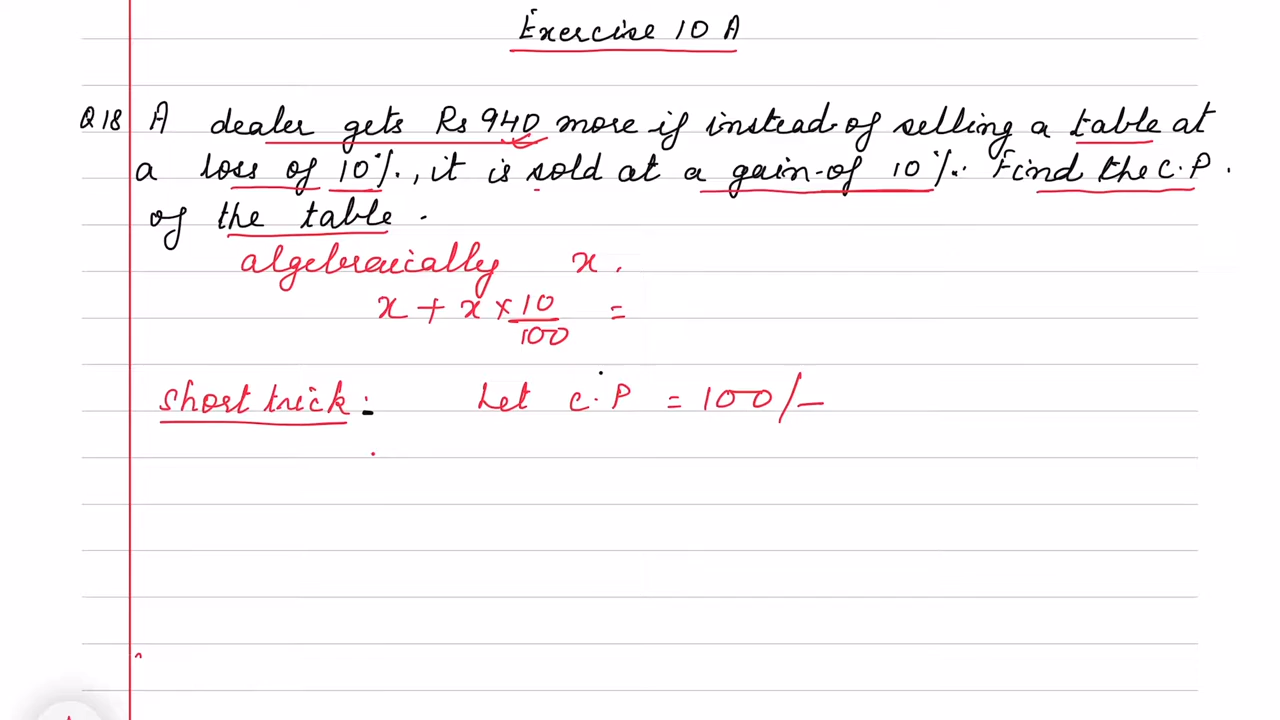 Exercise 10 A
Q18 A dealer gets Rs 940 more if instead of selling a table at
a loss of 10%., it is sold at a gain of 10%. Find the C.P.
of the table.
algebraically x.
x + x × 10/100 =
Short trick :- Let C.P = 100/-